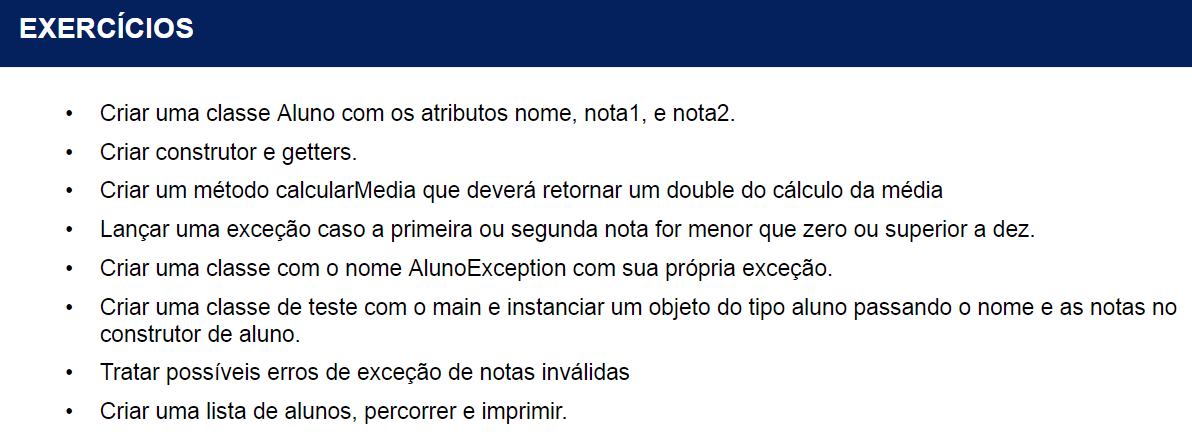 EXERCÍCIOS
• Criar uma classe Aluno com os atributos nome, nota1, e nota2.
• Criar construtor e getters.
• Criar um método calcularMedia que deverá retornar um double do cálculo da média
• Lançar uma exceção caso a primeira ou segunda nota for menor que zero ou superior a dez.
• Criar uma classe com o nome AlunoException com sua própria exceção.
• Criar uma classe de teste com o main e instanciar um objeto do tipo aluno passando o nome e as notas no
construtor de aluno.
• Tratar possíveis erros de exceção de notas inválidas
• Criar uma lista de alunos, percorrer e imprimir.